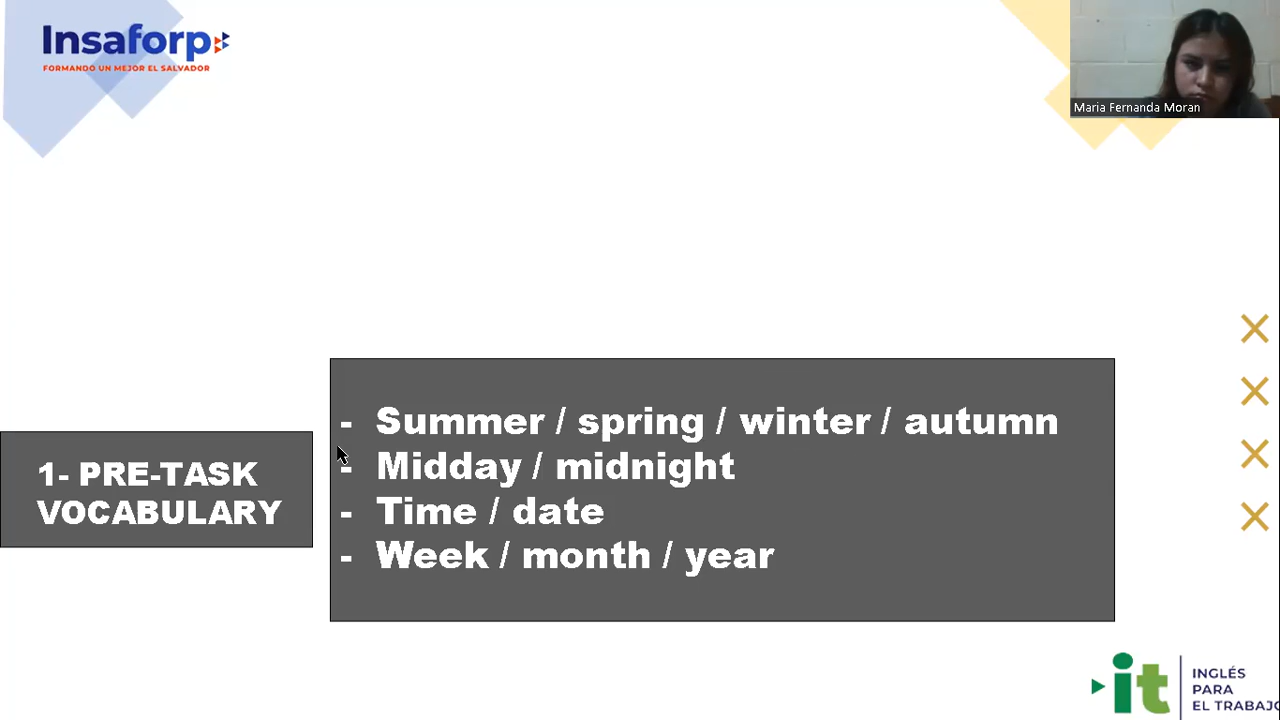 Insaforp
FORMANDO UN MEJOR EL SALVADOR
Maria Fernanda Moran
- Summer / spring / winter / autumn
- Midday / midnight
- Time / date
- Week / month / year
1- PRE-TASK
VOCABULARY
it
INGLÉS
PARA
EL TRABAJO